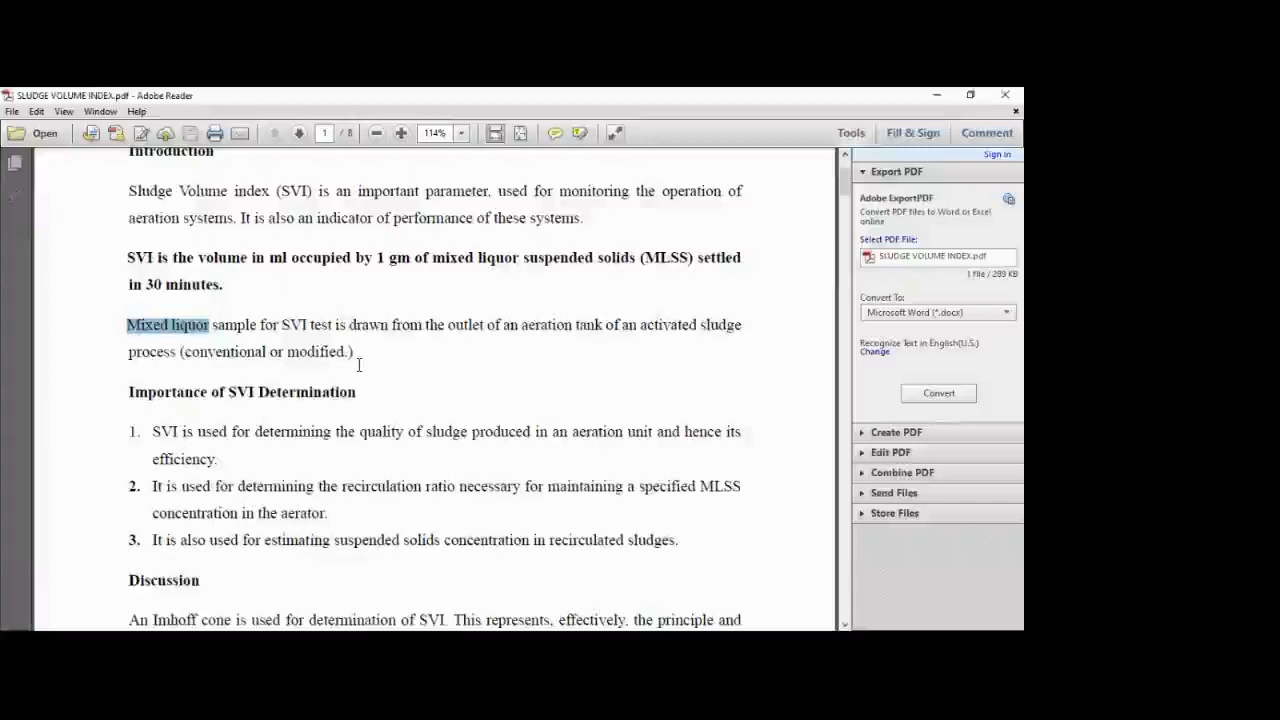 SLUDGE VOLUME INDEX.pdf - Adobe Reader
File Edit View Window Help
Open 1 / 8 114% Tools Fill & Sign Comment
Sign In
Introduction
Sludge Volume index (SVI) is an important parameter, used for monitoring the operation of
aeration systems. It is also an indicator of performance of these systems.
SVI is the volume in ml occupied by 1 gm of mixed liquor suspended solids (MLSS) settled
in 30 minutes.
Mixed liquor sample for SVI test is drawn from the outlet of an aeration tank of an activated sludge
process (conventional or modified.)
Importance of SVI Determination
1. SVI is used for determining the quality of sludge produced in an aeration unit and hence its
efficiency.
2. It is used for determining the recirculation ratio necessary for maintaining a specified MLSS
concentration in the aerator.
3. It is also used for estimating suspended solids concentration in recirculated sludges.
Discussion
An Imhoff cone is used for determination of SVI. This represents, effectively, the principle and
Export PDF
Adobe ExportPDF
Convert PDF files to Word or Excel
online
Select PDF File:
SLUDGE VOLUME INDEX.pdf
1 file / 289 KB
Convert To:
Microsoft Word (*.docx)
Recognize Text in English(U.S.)
Change
Convert
Create PDF
Edit PDF
Combine PDF
Send Files
Store Files